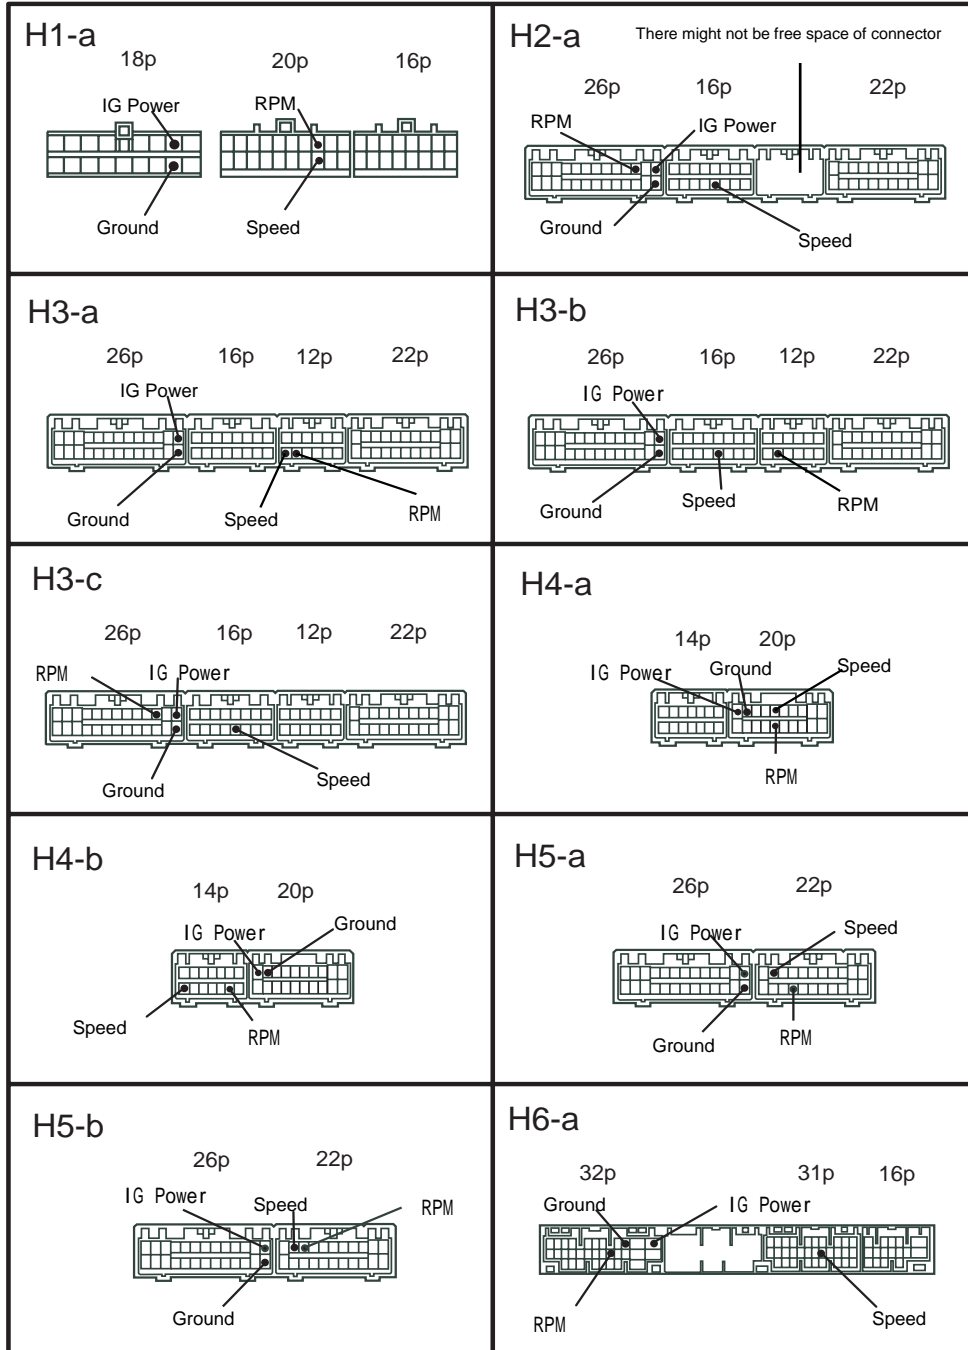 H1-a
18p 20p 16p
IG Power RPM
Ground Speed
H2-a
There might not be free space of connector
26p 16p 22p
RPM IG Power
Ground Speed
H3-a
26p 16p 12p 22p
IG Power
Ground Speed RPM
H3-b
26p 16p 12p 22p
IG Power
Ground Speed RPM
H3-c
26p 16p 12p 22p
RPM IG Power
Ground Speed
H4-a
14p 20p
IG Power Ground Speed
RPM
H4-b
14p 20p
IG Power Ground
Speed RPM
H5-a
26p 22p
IG Power Speed
Ground RPM
H5-b
26p 22p
IG Power Speed RPM
Ground
H6-a
32p 31p 16p
Ground IG Power
RPM Speed